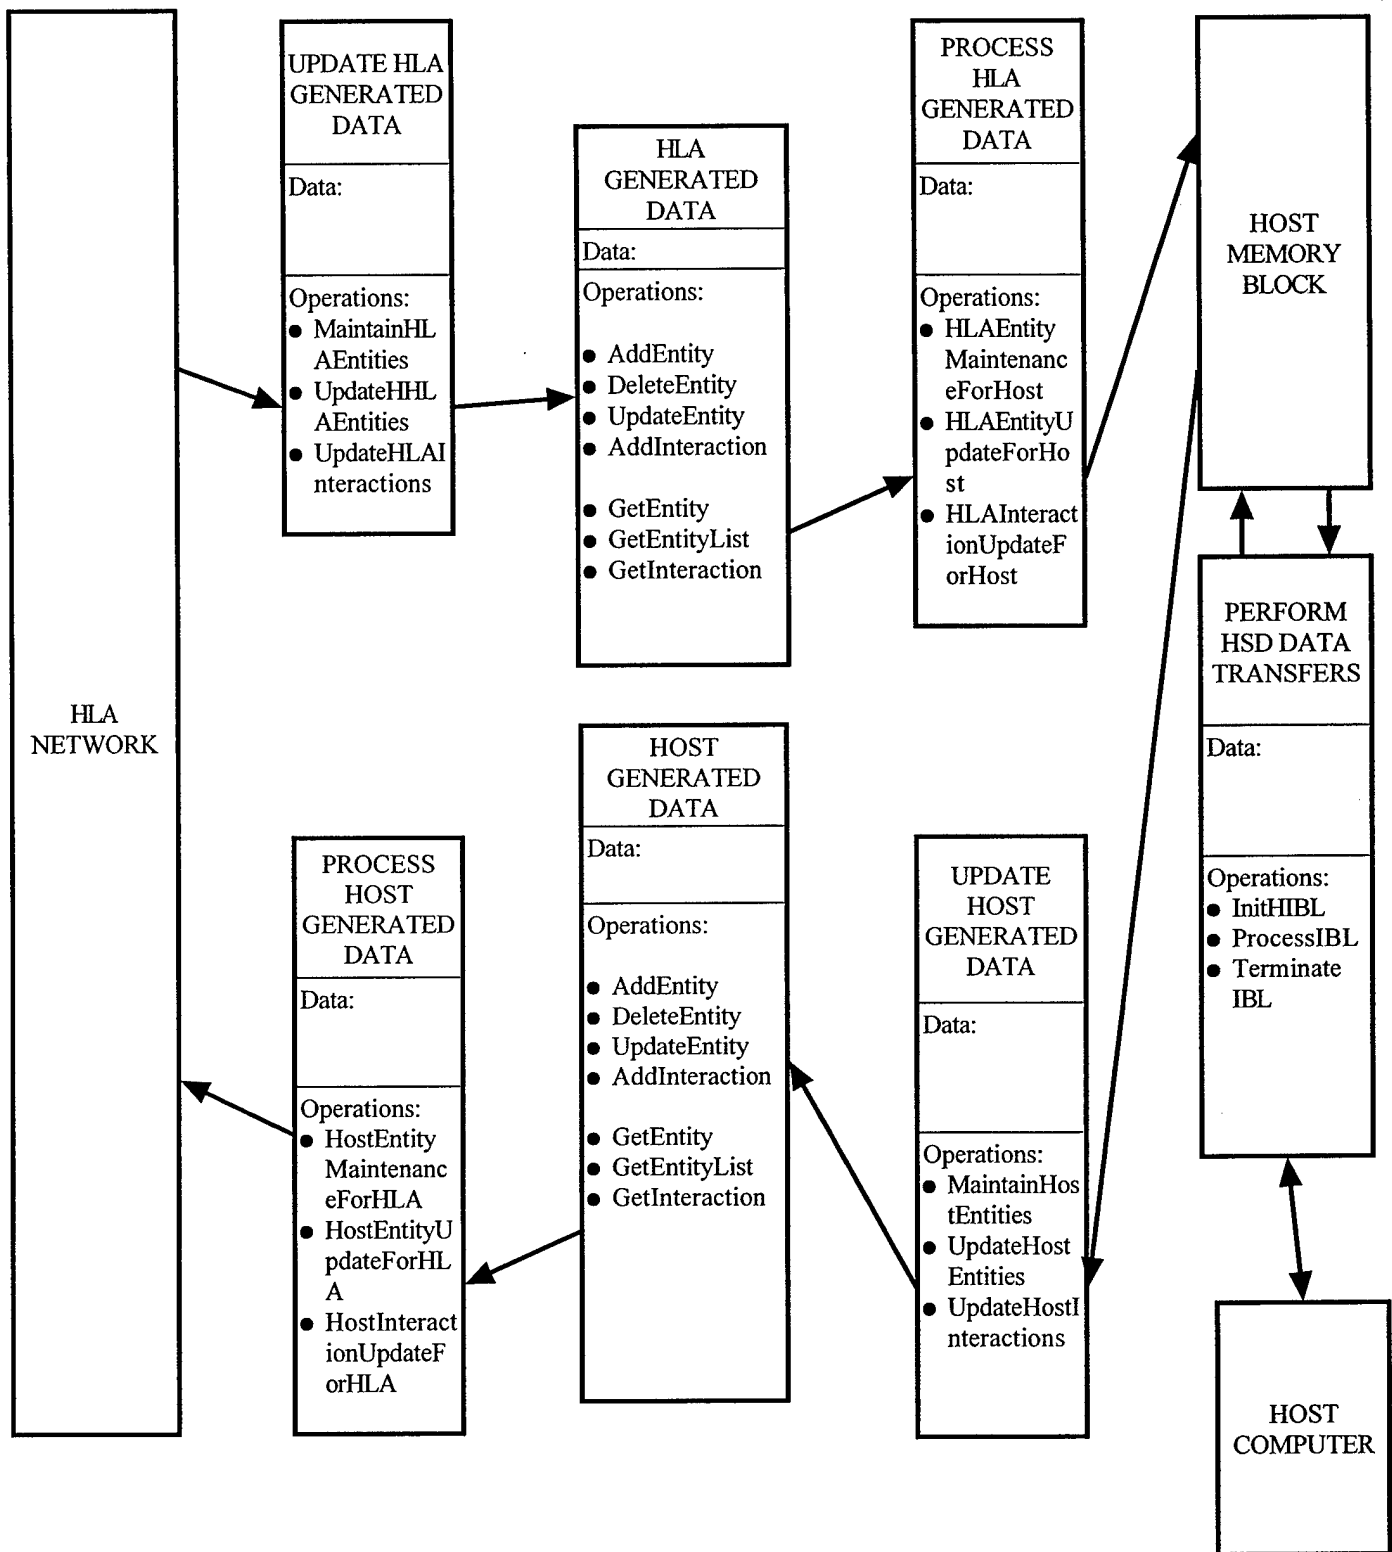 HLA
NETWORK
UPDATE HLA
GENERATED
DATA
Data:
Operations:
● MaintainHL
AEntities
● UpdateHHL
AEntities
● UpdateHLAI
nteractions
HLA
GENERATED
DATA
Data:
Operations:
● AddEntity
● DeleteEntity
● UpdateEntity
● AddInteraction
● GetEntity
● GetEntityList
● GetInteraction
PROCESS
HLA
GENERATED
DATA
Data:
Operations:
● HLAEntity
Maintenanc
eForHost
● HLAEntityU
pdateForHo
st
● HLAInteract
ionUpdateF
orHost
HOST
MEMORY
BLOCK
PERFORM
HSD DATA
TRANSFERS
Data:
Operations:
● InitHIBL
● ProcessIBL
● Terminate
IBL
HOST
COMPUTER
UPDATE
HOST
GENERATED
DATA
Data:
Operations:
● MaintainHos
tEntities
● UpdateHost
Entities
● UpdateHostI
nteractions
HOST
GENERATED
DATA
Data:
Operations:
● AddEntity
● DeleteEntity
● UpdateEntity
● AddInteraction
● GetEntity
● GetEntityList
● GetInteraction
PROCESS
HOST
GENERATED
DATA
Data:
Operations:
● HostEntity
Maintenanc
eForHLA
● HostEntityU
pdateForHL
A
● HostInteract
ionUpdateF
orHLA